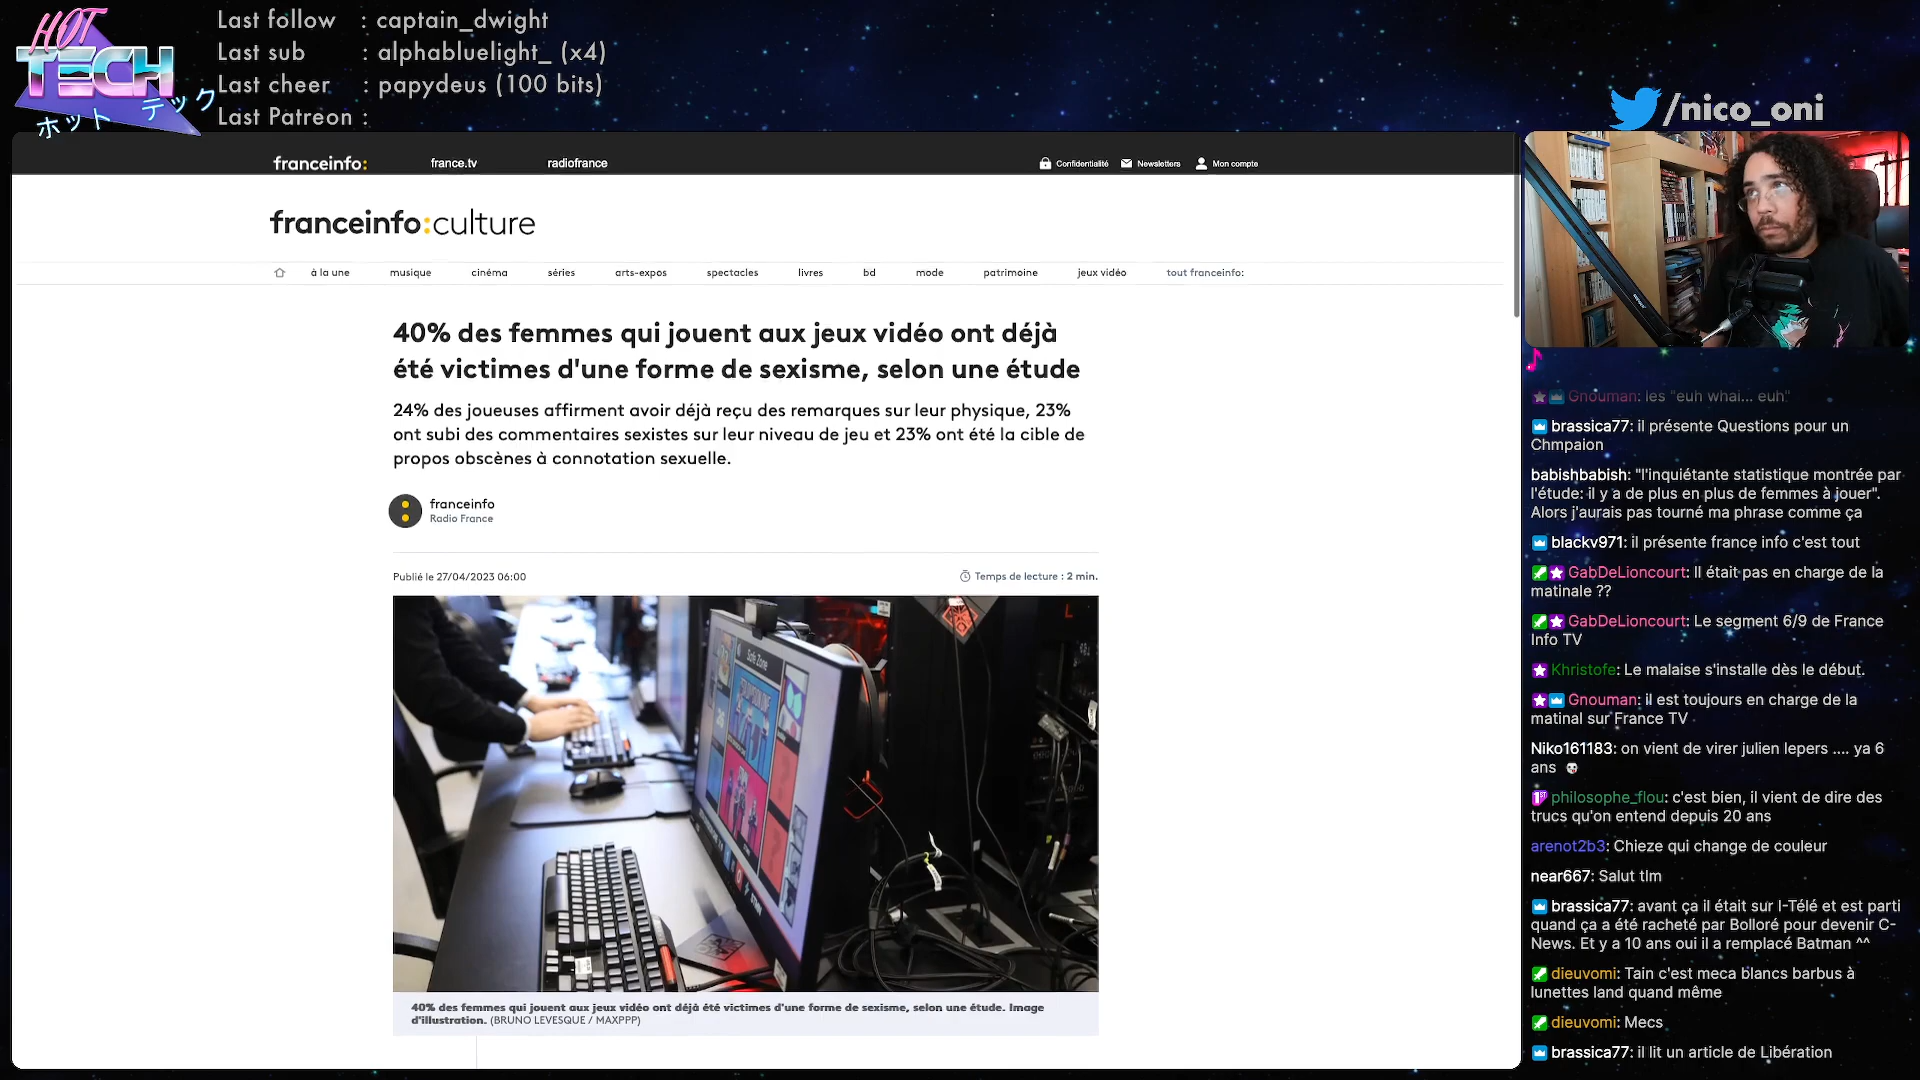 HOT
TECH
ホット テック
Last follow : captain_dwight
Last sub : alphabluelight_ (x4)
Last cheer : papydeus (100 bits)
Last Patreon :
/nico_oni
franceinfo: france.tv radiofrance Confidentialité Newsletters Mon compte
franceinfo:culture
à la une musique cinéma séries arts-expos spectacles livres bd mode patrimoine jeux vidéo tout franceinfo:
40% des femmes qui jouent aux jeux vidéo ont déjà
été victimes d'une forme de sexisme, selon une étude
24% des joueuses affirment avoir déjà reçu des remarques sur leur physique, 23%
ont subi des commentaires sexistes sur leur niveau de jeu et 23% ont été la cible de
propos obscènes à connotation sexuelle.
franceinfo
Radio France
Publié le 27/04/2023 06:00
Temps de lecture : 2 min.
Safe Zone
40% des femmes qui jouent aux jeux vidéo ont déjà été victimes d'une forme de sexisme, selon une étude. Image
d'illustration. (BRUNO LEVESQUE / MAXPPP)
Gnouman: les "euh whai... euh"
brassica77: il présente Questions pour un
Chmpaion
babishbabish: "l'inquiétante statistique montrée par
l'étude: il y a de plus en plus de femmes à jouer".
Alors j'aurais pas tourné ma phrase comme ça
blackv971: il présente france info c'est tout
GabDeLioncourt: Il était pas en charge de la
matinale ??
GabDeLioncourt: Le segment 6/9 de France
Info TV
Khristofe: Le malaise s'installe dès le début.
Gnouman: il est toujours en charge de la
matinal sur France TV
Niko161183: on vient de virer julien lepers .... ya 6
ans
philosophe_flou: c'est bien, il vient de dire des
trucs qu'on entend depuis 20 ans
arenot2b3: Chieze qui change de couleur
near667: Salut tlm
brassica77: avant ça il était sur I-Télé et est parti
quand ça a été racheté par Bolloré pour devenir C-
News. Et y a 10 ans oui il a remplacé Batman ^^
dieuvomi: Tain c'est meca blancs barbus à
lunettes land quand même
dieuvomi: Mecs
brassica77: il lit un article de Libération